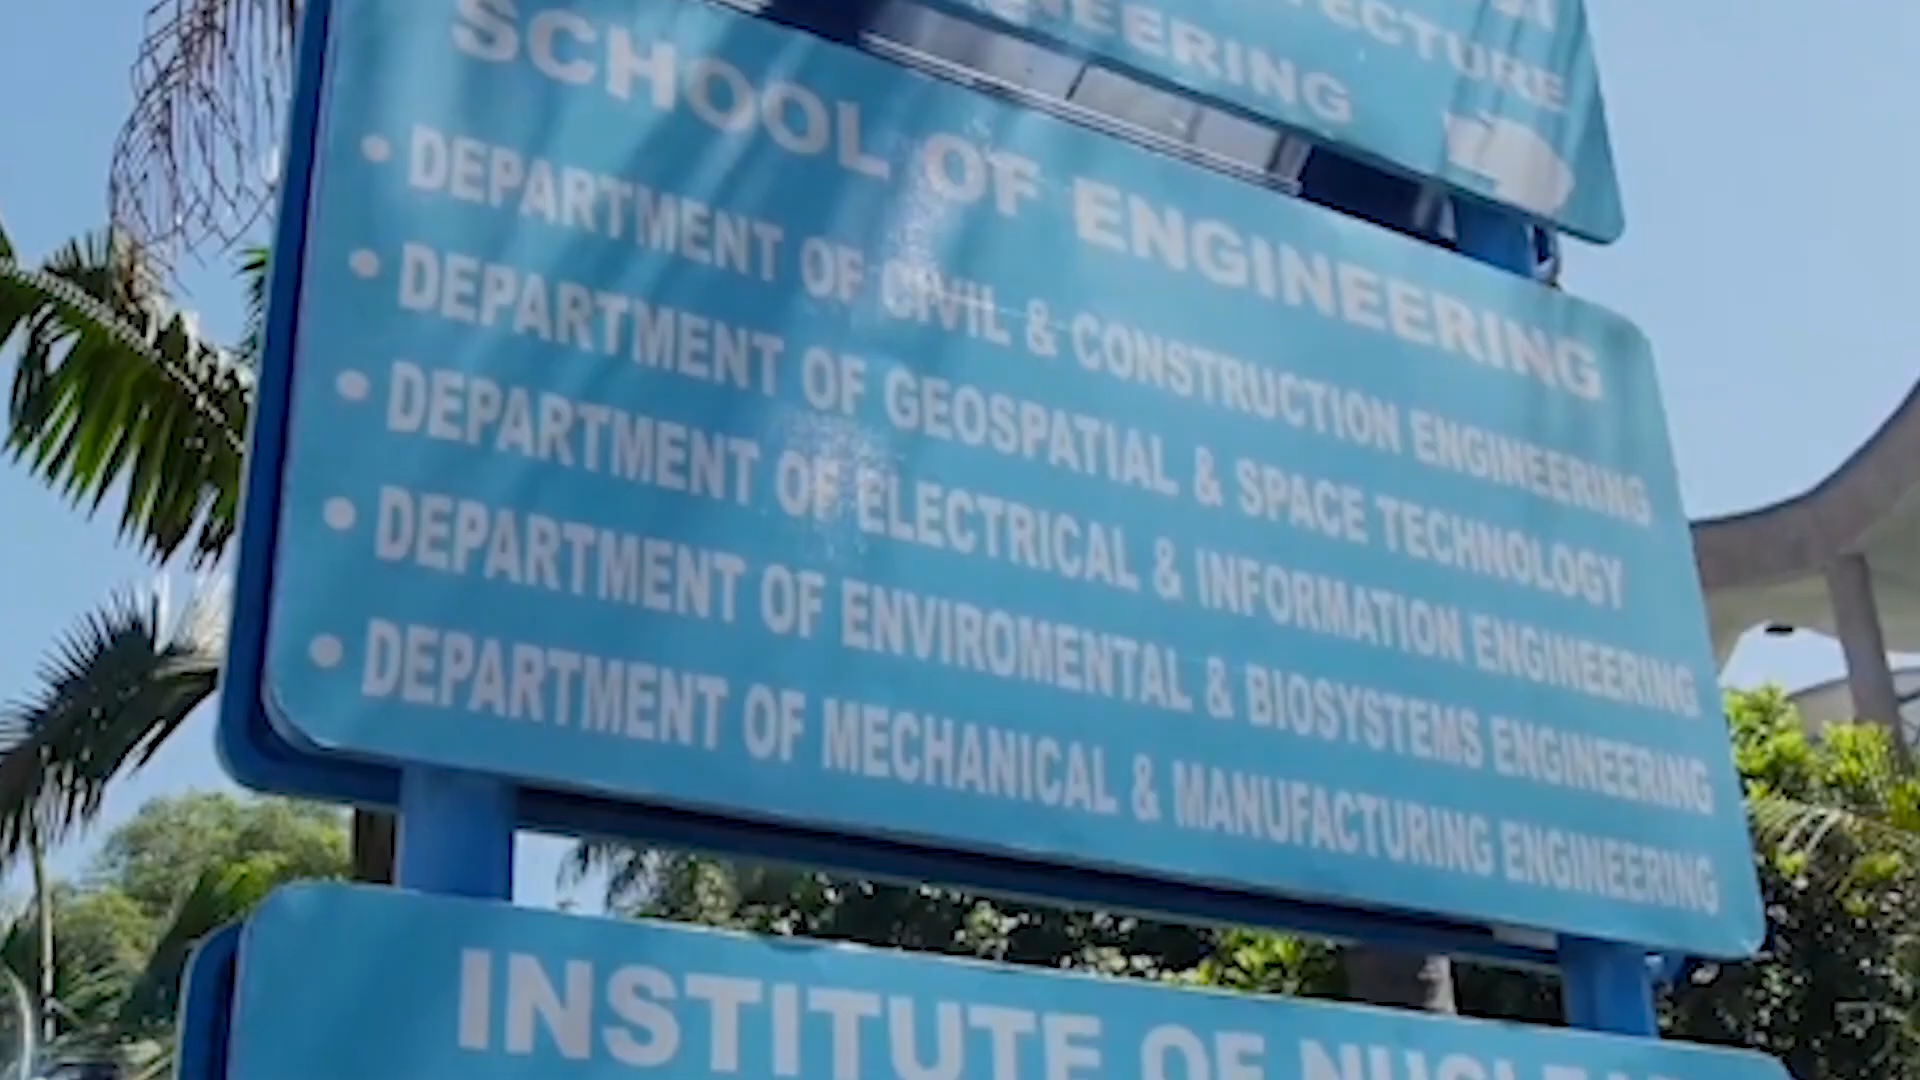 SCHOOL OF ENGINEERING
• DEPARTMENT OF CIVIL & CONSTRUCTION ENGINEERING
• DEPARTMENT OF GEOSPATIAL & SPACE TECHNOLOGY
• DEPARTMENT OF ELECTRICAL & INFORMATION ENGINEERING
• DEPARTMENT OF ENVIROMENTAL & BIOSYSTEMS ENGINEERING
• DEPARTMENT OF MECHANICAL & MANUFACTURING ENGINEERING
INSTITUTE OF